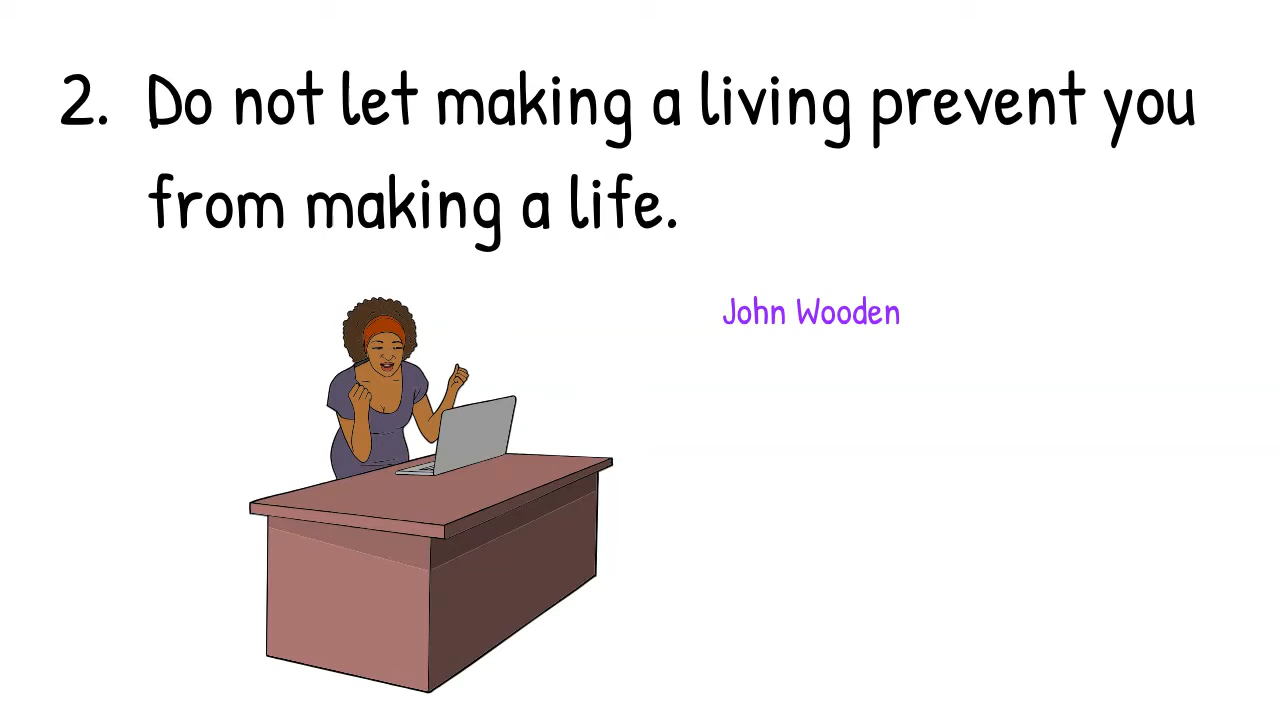 2. Do not let making a living prevent you
from making a life.
John Wooden